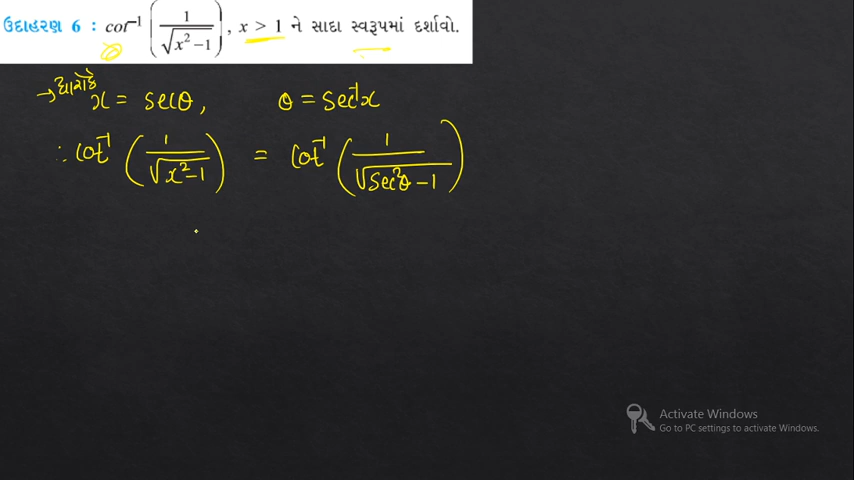 ઉદાહરણ 6 : cot⁻¹ (1/√(x²−1)), x > 1 ને સાદા સ્વરૂપમાં દર્શાવો.
→ ધારોકે x = secθ, θ = sec⁻¹x
∴ cot⁻¹ (1/√(x²−1)) = cot⁻¹ (1/√(sec²θ −1))
Activate Windows
Go to PC settings to activate Windows.